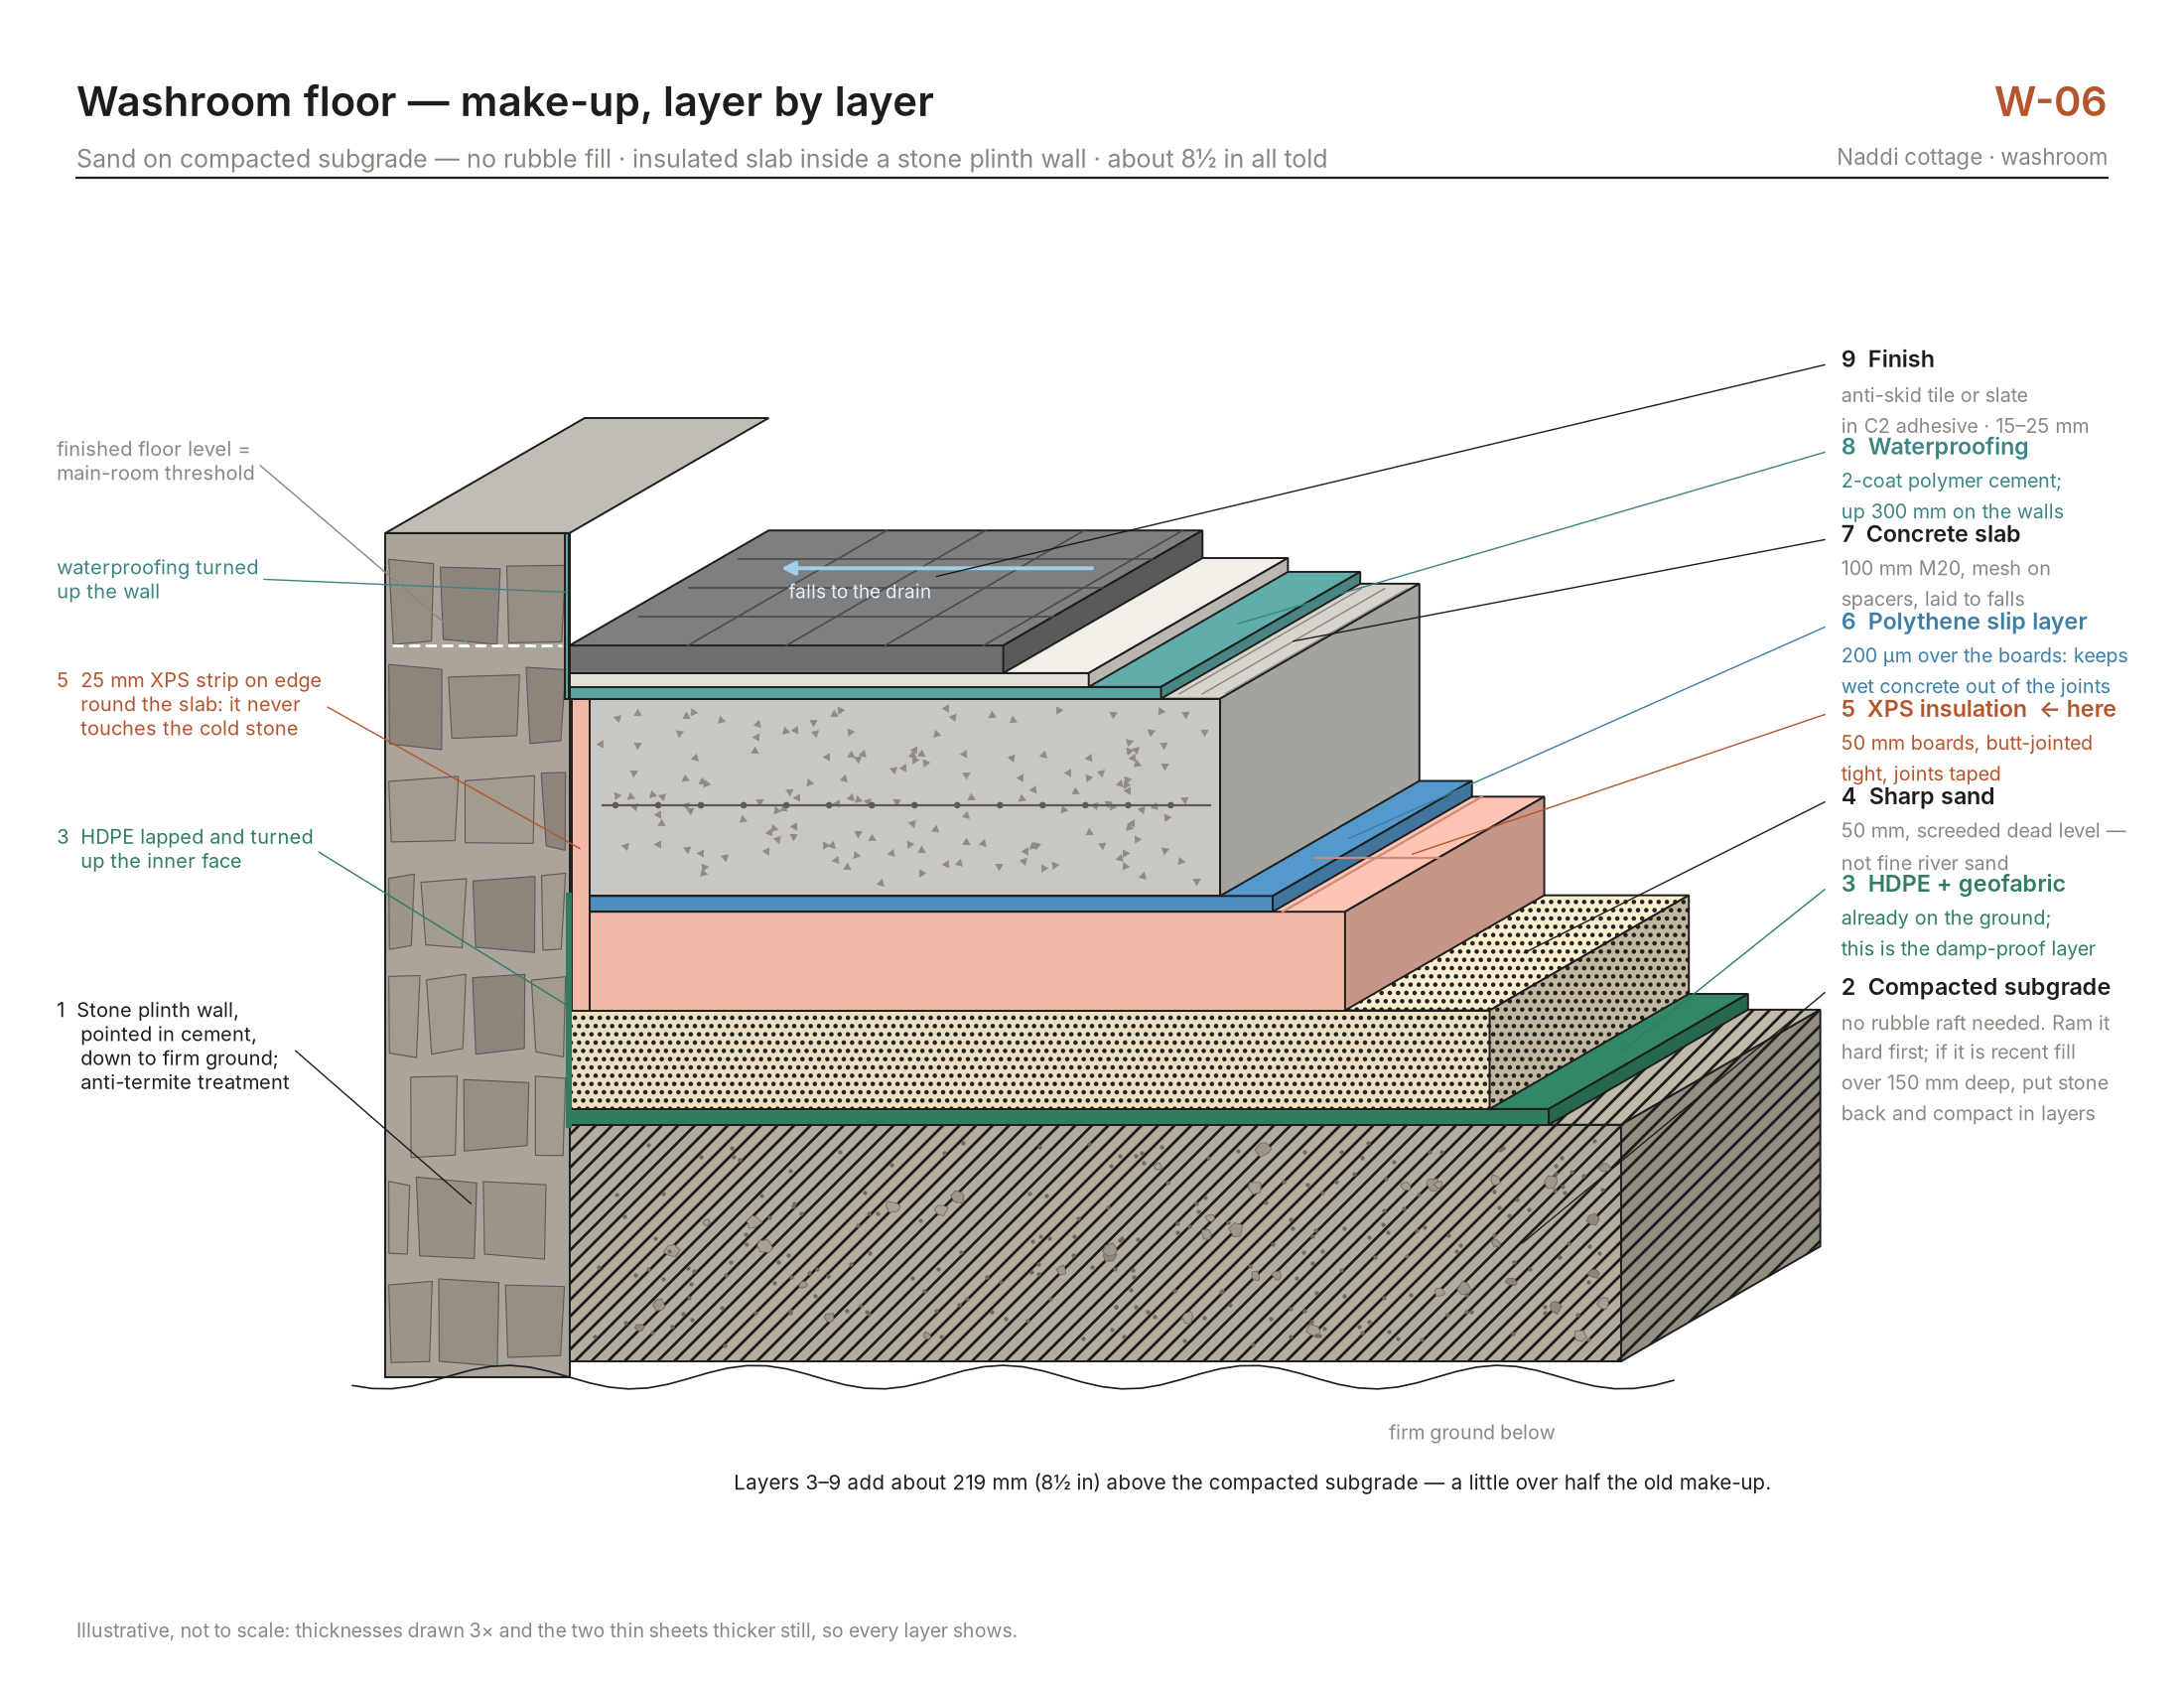 Washroom floor — make-up, layer by layer
W-06
Sand on compacted subgrade — no rubble fill · insulated slab inside a stone plinth wall · about 8½ in all told
Naddi cottage · washroom
finished floor level =
main-room threshold
waterproofing turned
up the wall
5 25 mm XPS strip on edge
round the slab: it never
touches the cold stone
3 HDPE lapped and turned
up the inner face
1 Stone plinth wall,
pointed in cement,
down to firm ground;
anti-termite treatment
falls to the drain
9 Finish
anti-skid tile or slate
in C2 adhesive · 15–25 mm
8 Waterproofing
2-coat polymer cement;
up 300 mm on the walls
7 Concrete slab
100 mm M20, mesh on
spacers, laid to falls
6 Polythene slip layer
200 µm over the boards: keeps
wet concrete out of the joints
5 XPS insulation ← here
50 mm boards, butt-jointed
tight, joints taped
4 Sharp sand
50 mm, screeded dead level —
not fine river sand
3 HDPE + geofabric
already on the ground;
this is the damp-proof layer
2 Compacted subgrade
no rubble raft needed. Ram it
hard first; if it is recent fill
over 150 mm deep, put stone
back and compact in layers
firm ground below
Layers 3–9 add about 219 mm (8½ in) above the compacted subgrade — a little over half the old make-up.
Illustrative, not to scale: thicknesses drawn 3× and the two thin sheets thicker still, so every layer shows.